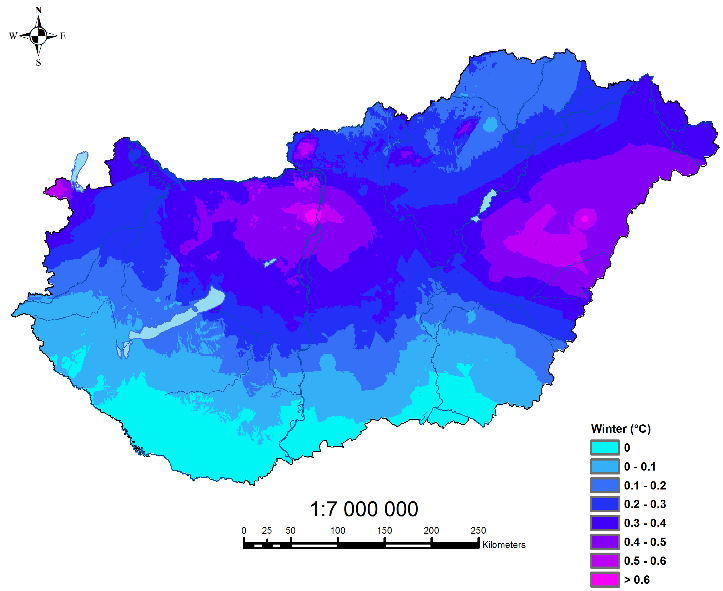 N
W E
S
Winter (°C)
0
0 - 0.1
0.1 - 0.2
0.2 - 0.3
0.3 - 0.4
0.4 - 0.5
0.5 - 0.6
> 0.6
1:7 000 000
0 25 50 100 150 200 250
Kilometers